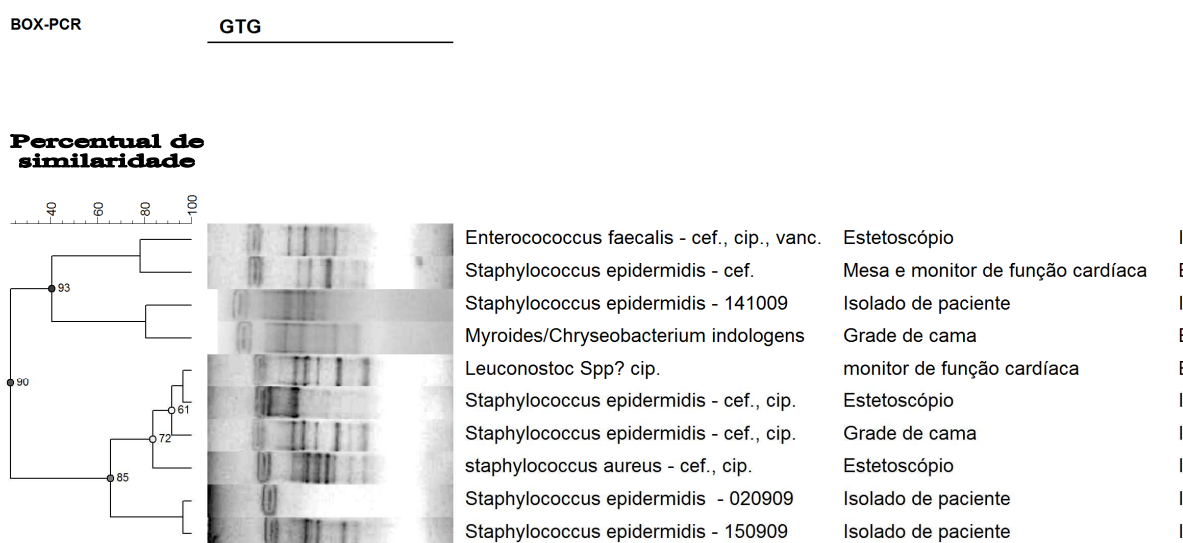 BOX-PCR
GTG
Percentual de
similaridade
40 60 80 100
Enterocococcus faecalis - cef., cip., vanc. Estetoscópio
Staphylococcus epidermidis - cef. Mesa e monitor de função cardíaca
93
Staphylococcus epidermidis - 141009 Isolado de paciente
Myroides/Chryseobacterium indologens Grade de cama
Leuconostoc Spp? cip. monitor de função cardíaca
90
Staphylococcus epidermidis - cef., cip. Estetoscópio
61
Staphylococcus epidermidis - cef., cip. Grade de cama
72
staphylococcus aureus - cef., cip. Estetoscópio
85
Staphylococcus epidermidis - 020909 Isolado de paciente
Staphylococcus epidermidis - 150909 Isolado de paciente